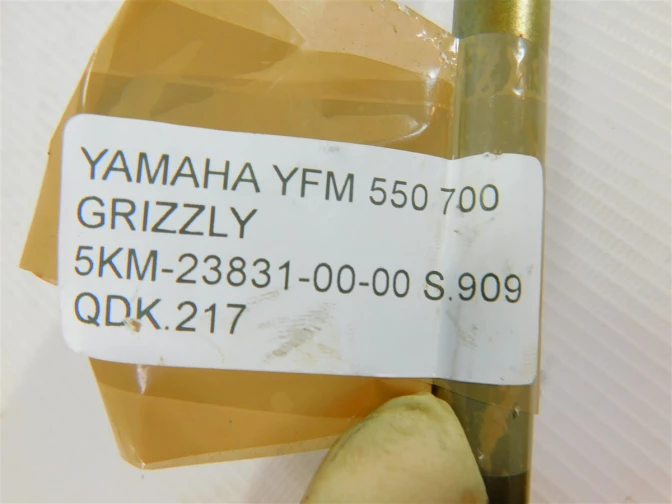 YAMAHA YFM 550 700
GRIZZLY
5KM-23831-00-00 S.909
QDK.217